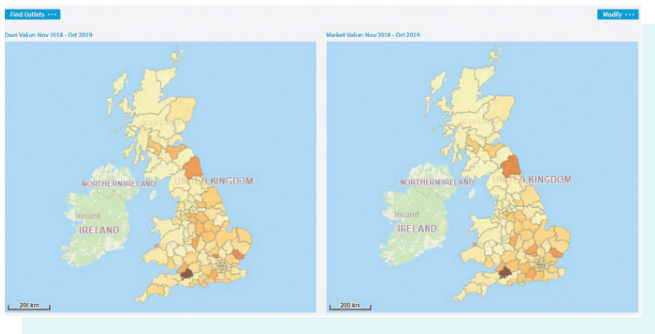 Find Outlets ···
Modify ···
Own Value: Nov 2018 - Oct 2019
Market Value: Nov 2018 - Oct 2019
NORTHERN IRELAND
KINGDOM
Ireland
IRELAND
200 km
NORTHERN IRELAND
KINGDOM
Ireland
IRELAND
200 km